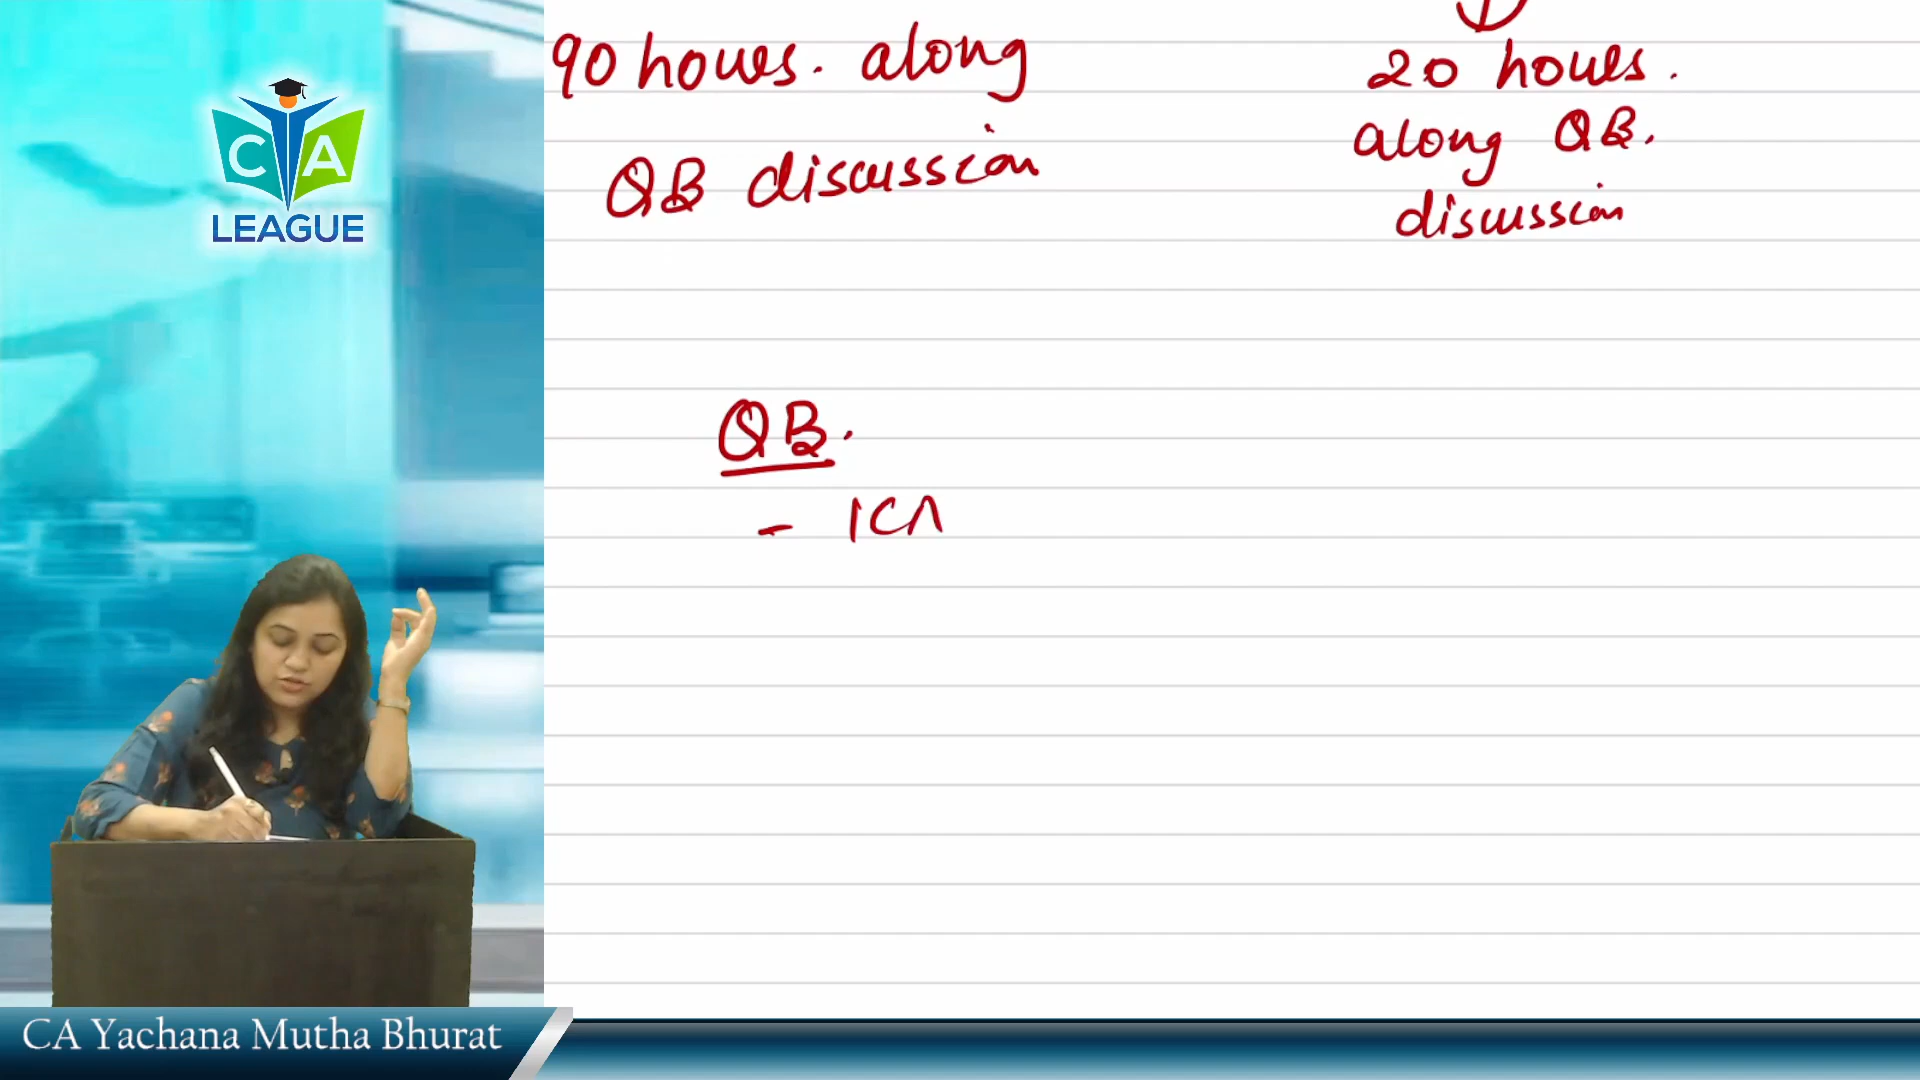 CA
LEAGUE
90 hours. along
QB discussion
20 hours.
along QB.
discussion
QB.
- ICA
CA Yachana Mutha Bhurat